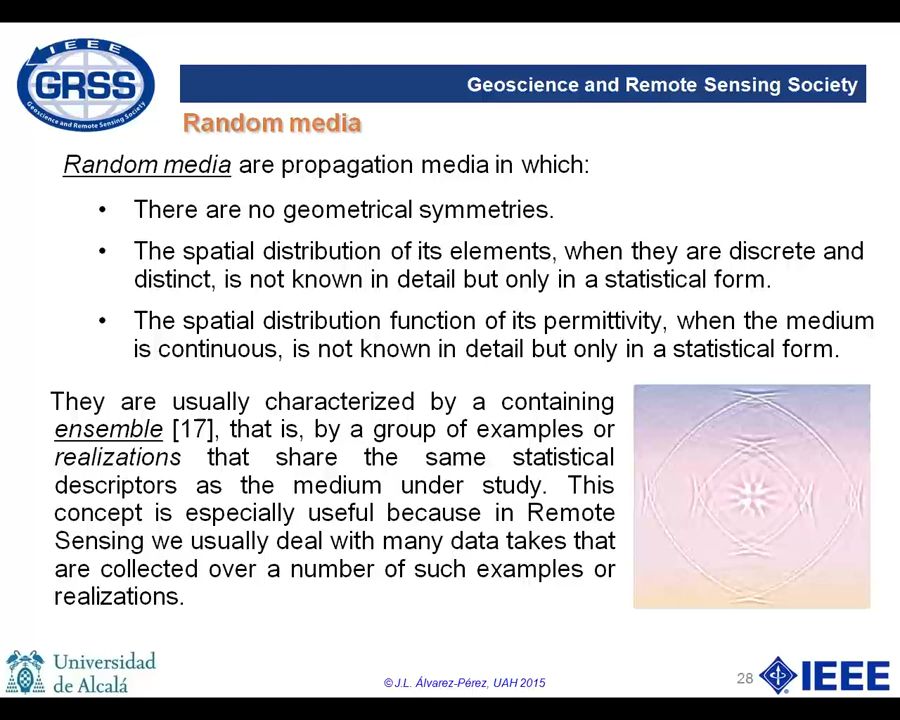 IEEE
GRSS
Geoscience and Remote Sensing Society
Geoscience and Remote Sensing Society
Random media
Random media are propagation media in which:
• There are no geometrical symmetries.
• The spatial distribution of its elements, when they are discrete and
distinct, is not known in detail but only in a statistical form.
• The spatial distribution function of its permittivity, when the medium
is continuous, is not known in detail but only in a statistical form.
They are usually characterized by a containing
ensemble [17], that is, by a group of examples or
realizations that share the same statistical
descriptors as the medium under study. This
concept is especially useful because in Remote
Sensing we usually deal with many data takes that
are collected over a number of such examples or
realizations.
Universidad
de Alcalá
© J.L. Álvarez-Pérez, UAH 2015
28
IEEE